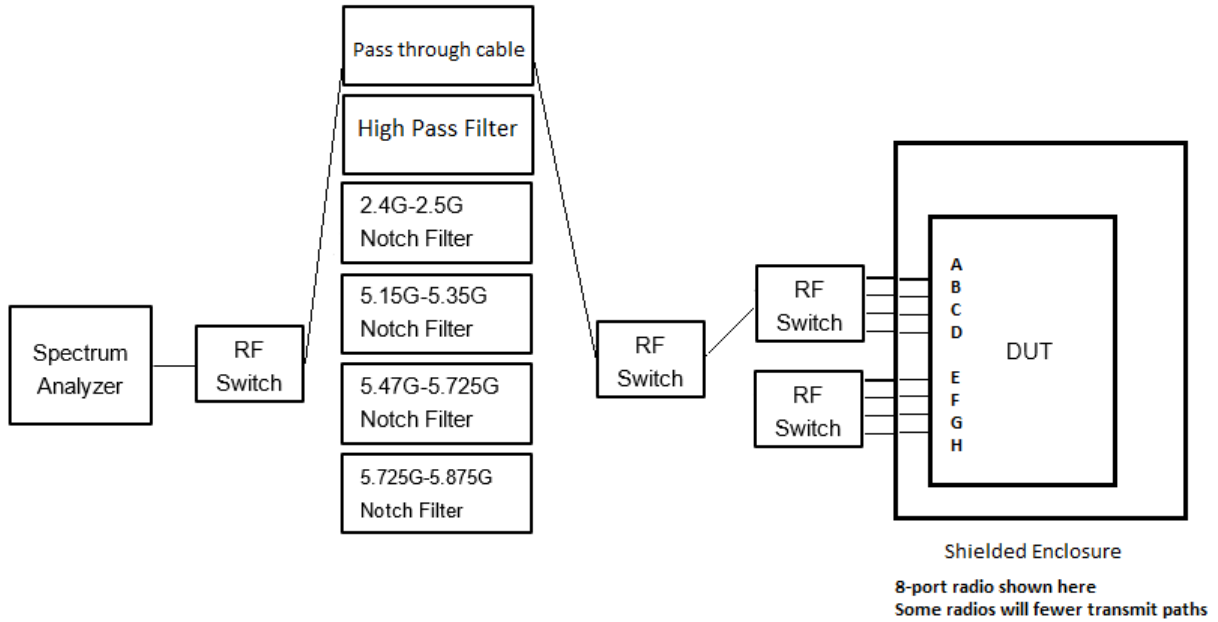 Pass through cable
High Pass Filter
2.4G-2.5G
Notch Filter
5.15G-5.35G
Notch Filter
5.47G-5.725G
Notch Filter
5.725G-5.875G
Notch Filter
Spectrum
Analyzer
RF
Switch
RF
Switch
RF
Switch
RF
Switch
A
B
C
D
E
F
G
H
DUT
Shielded Enclosure
8-port radio shown here
Some radios will fewer transmit paths